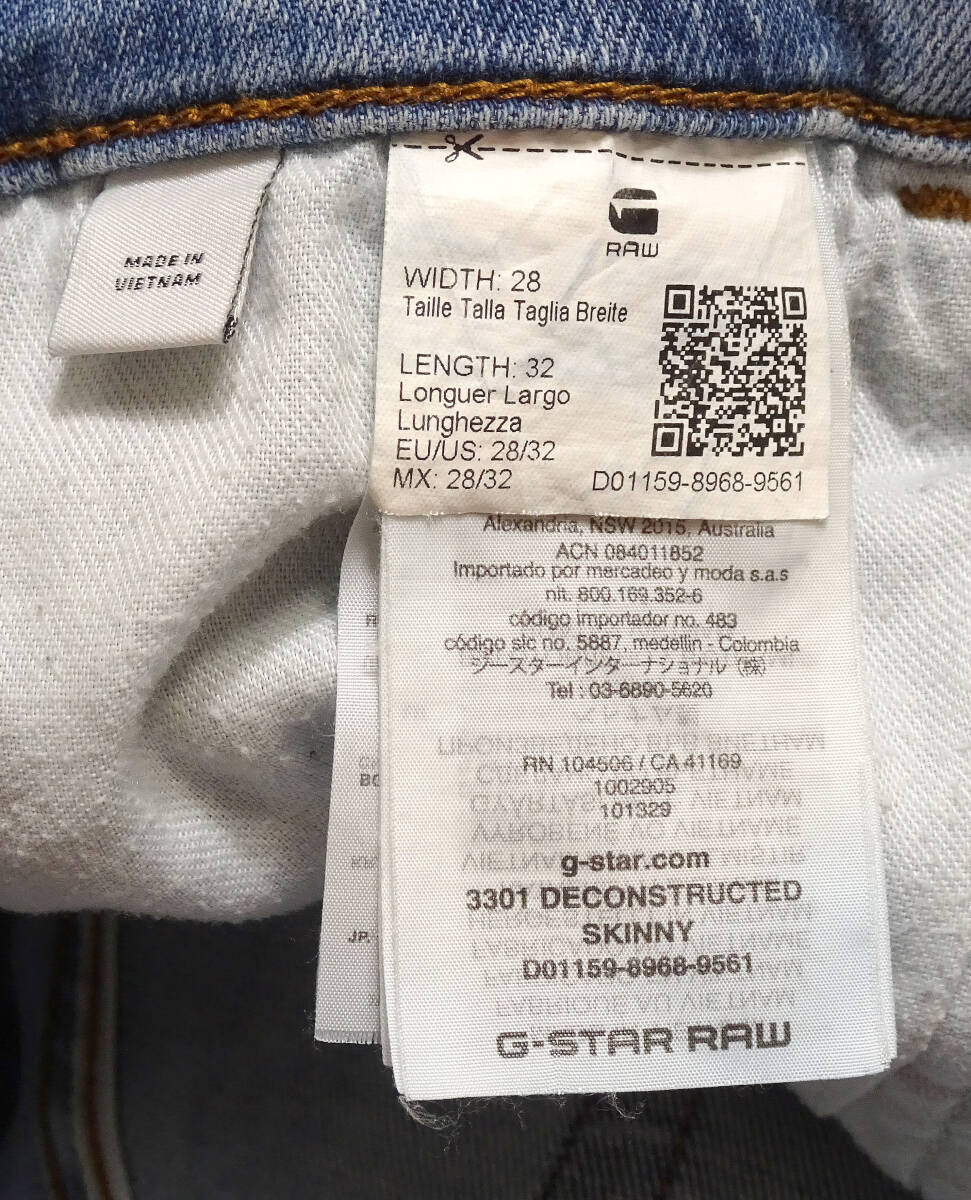 MADE IN
VIETNAM
RAW
WIDTH: 28
Taille Talla Taglia Breite
LENGTH: 32
Longuer Largo
Lunghezza
EU/US: 28/32
MX: 28/32
D01159-8968-9561
Alexandria, NSW 2015, Australia
ACN 084011852
Importado por mercadeo y moda s.a.s
nit. 800.169.352-6
código importador no. 483
código sic no. 5887, medellin - Colombia
ジースターインターナショナル（株）
Tel : 03-6890-5620
RN 104506 / CA 41169
1002905
101329
g-star.com
3301 DECONSTRUCTED
SKINNY
D01159-8968-9561
G-STAR RAW
JP.